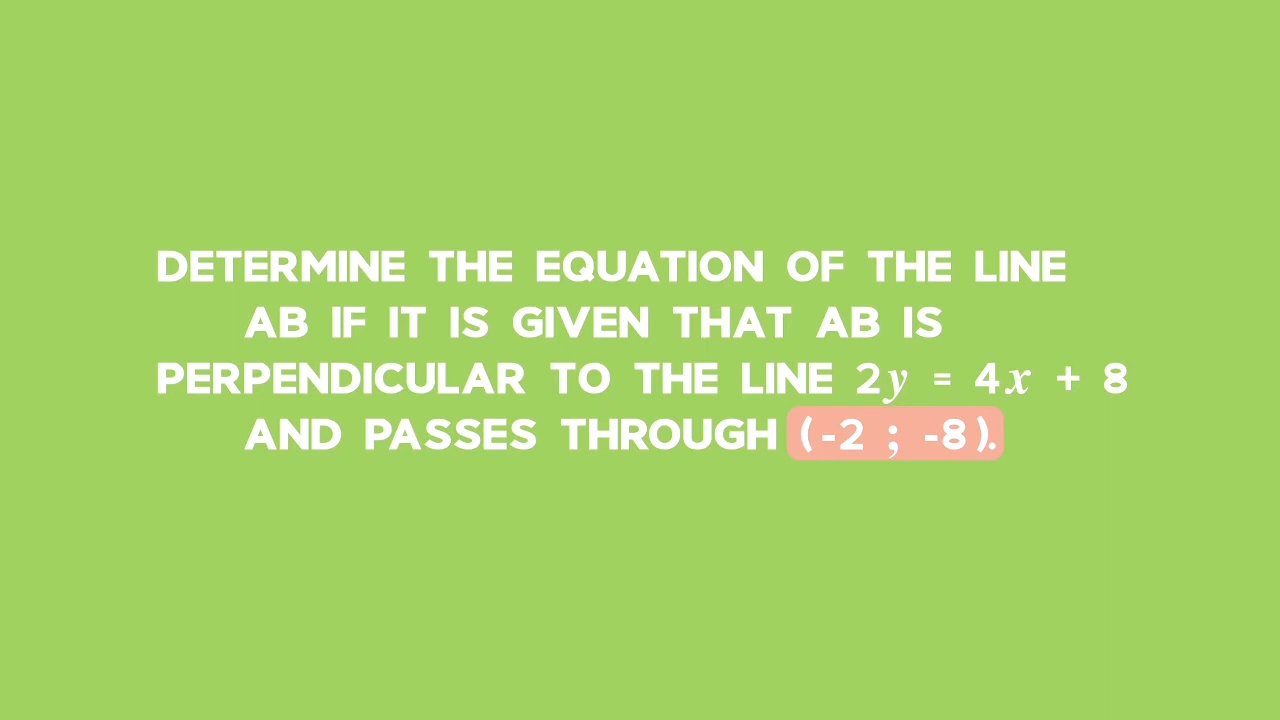 DETERMINE THE EQUATION OF THE LINE
AB IF IT IS GIVEN THAT AB IS
PERPENDICULAR TO THE LINE 2y = 4x + 8
AND PASSES THROUGH (-2 ; -8).